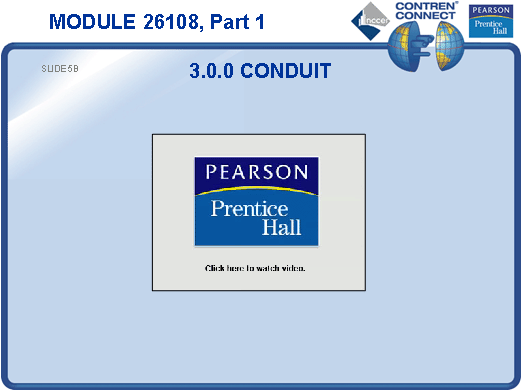 MODULE 26108, Part 1
nccer
CONTREN®
CONNECT
PEARSON
Prentice
Hall
SLIDE 5B
3.0.0 CONDUIT
PEARSON
Prentice
Hall
Click here to watch video.